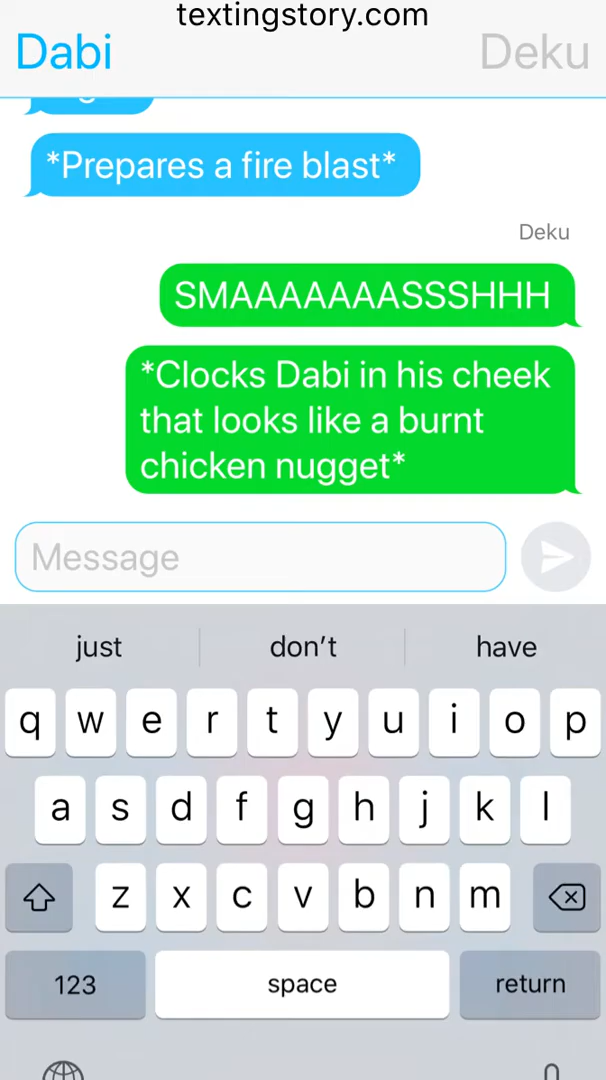 textingstory.com
Dabi
Deku
*Prepares a fire blast*
Deku
SMAAAAAAASSSHHH
*Clocks Dabi in his cheek
that looks like a burnt
chicken nugget*
Message
just don’t have
q w e r t y u i o p
a s d f g h j k l
z x c v b n m
123 space return